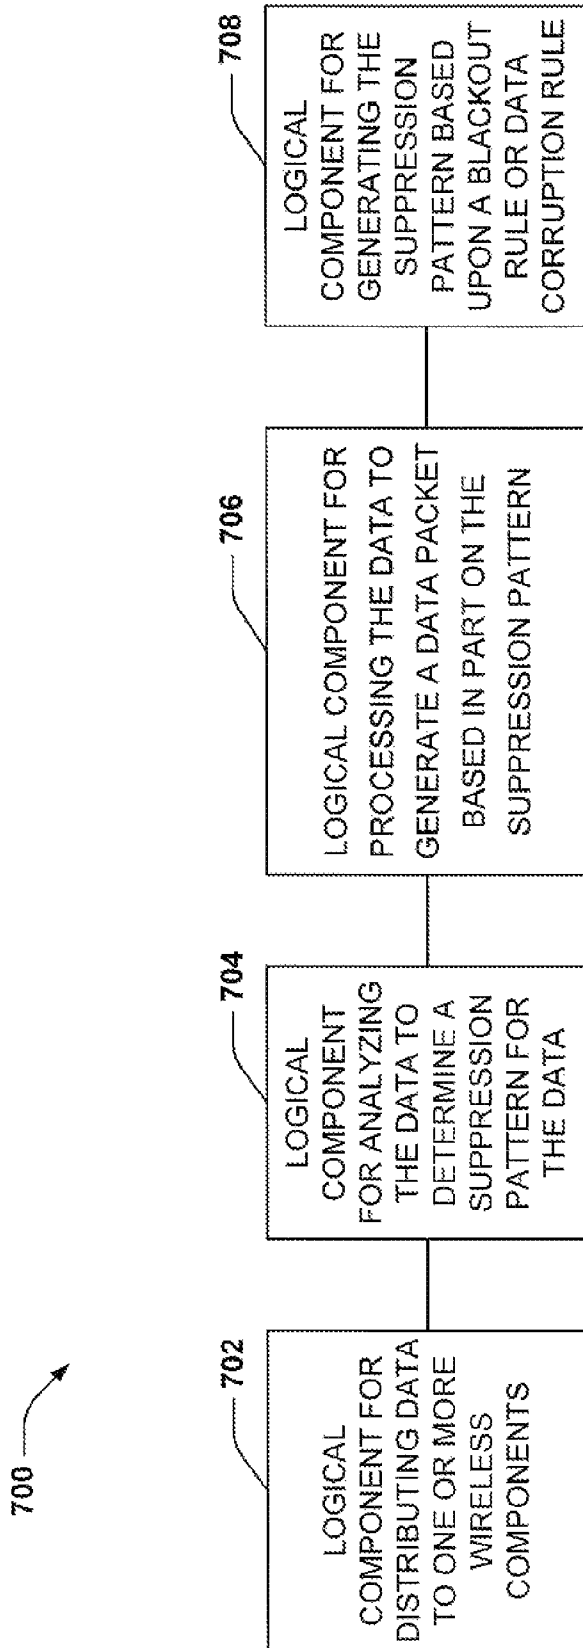 700
702
LOGICAL
COMPONENT FOR
DISTRIBUTING DATA
TO ONE OR MORE
WIRELESS
COMPONENTS
704
LOGICAL
COMPONENT
FOR ANALYZING
THE DATA TO
DETERMINE A
SUPPRESSION
PATTERN FOR
THE DATA
706
LOGICAL COMPONENT FOR
PROCESSING THE DATA TO
GENERATE A DATA PACKET
BASED IN PART ON THE
SUPPRESSION PATTERN
708
LOGICAL
COMPONENT FOR
GENERATING THE
SUPPRESSION
PATTERN BASED
UPON A BLACKOUT
RULE OR DATA
CORRUPTION RULE